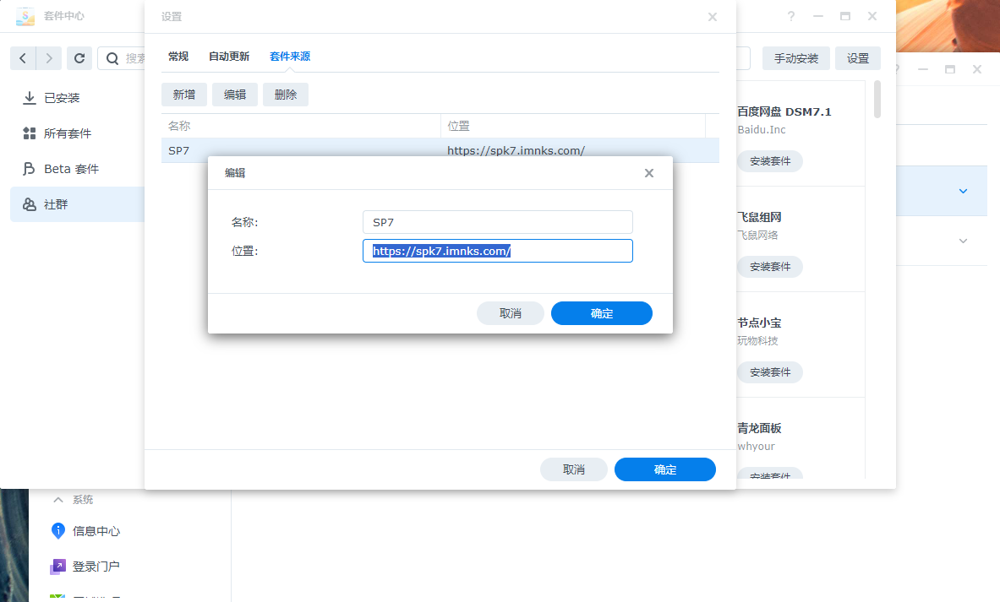 套件中心
设置
搜索
手动安装
设置
常规
自动更新
套件来源
已安装
所有套件
Beta 套件
社群
新增
编辑
删除
名称
位置
SP7
https://spk7.imnks.com/
编辑
名称:
SP7
位置:
https://spk7.imnks.com/
取消
确定
取消
确定
百度网盘 DSM7.1
Baidu.Inc
安装套件
飞鼠组网
飞鼠网络
安装套件
节点小宝
玩物科技
安装套件
青龙面板
whyour
安装套件
系统
信息中心
登录门户